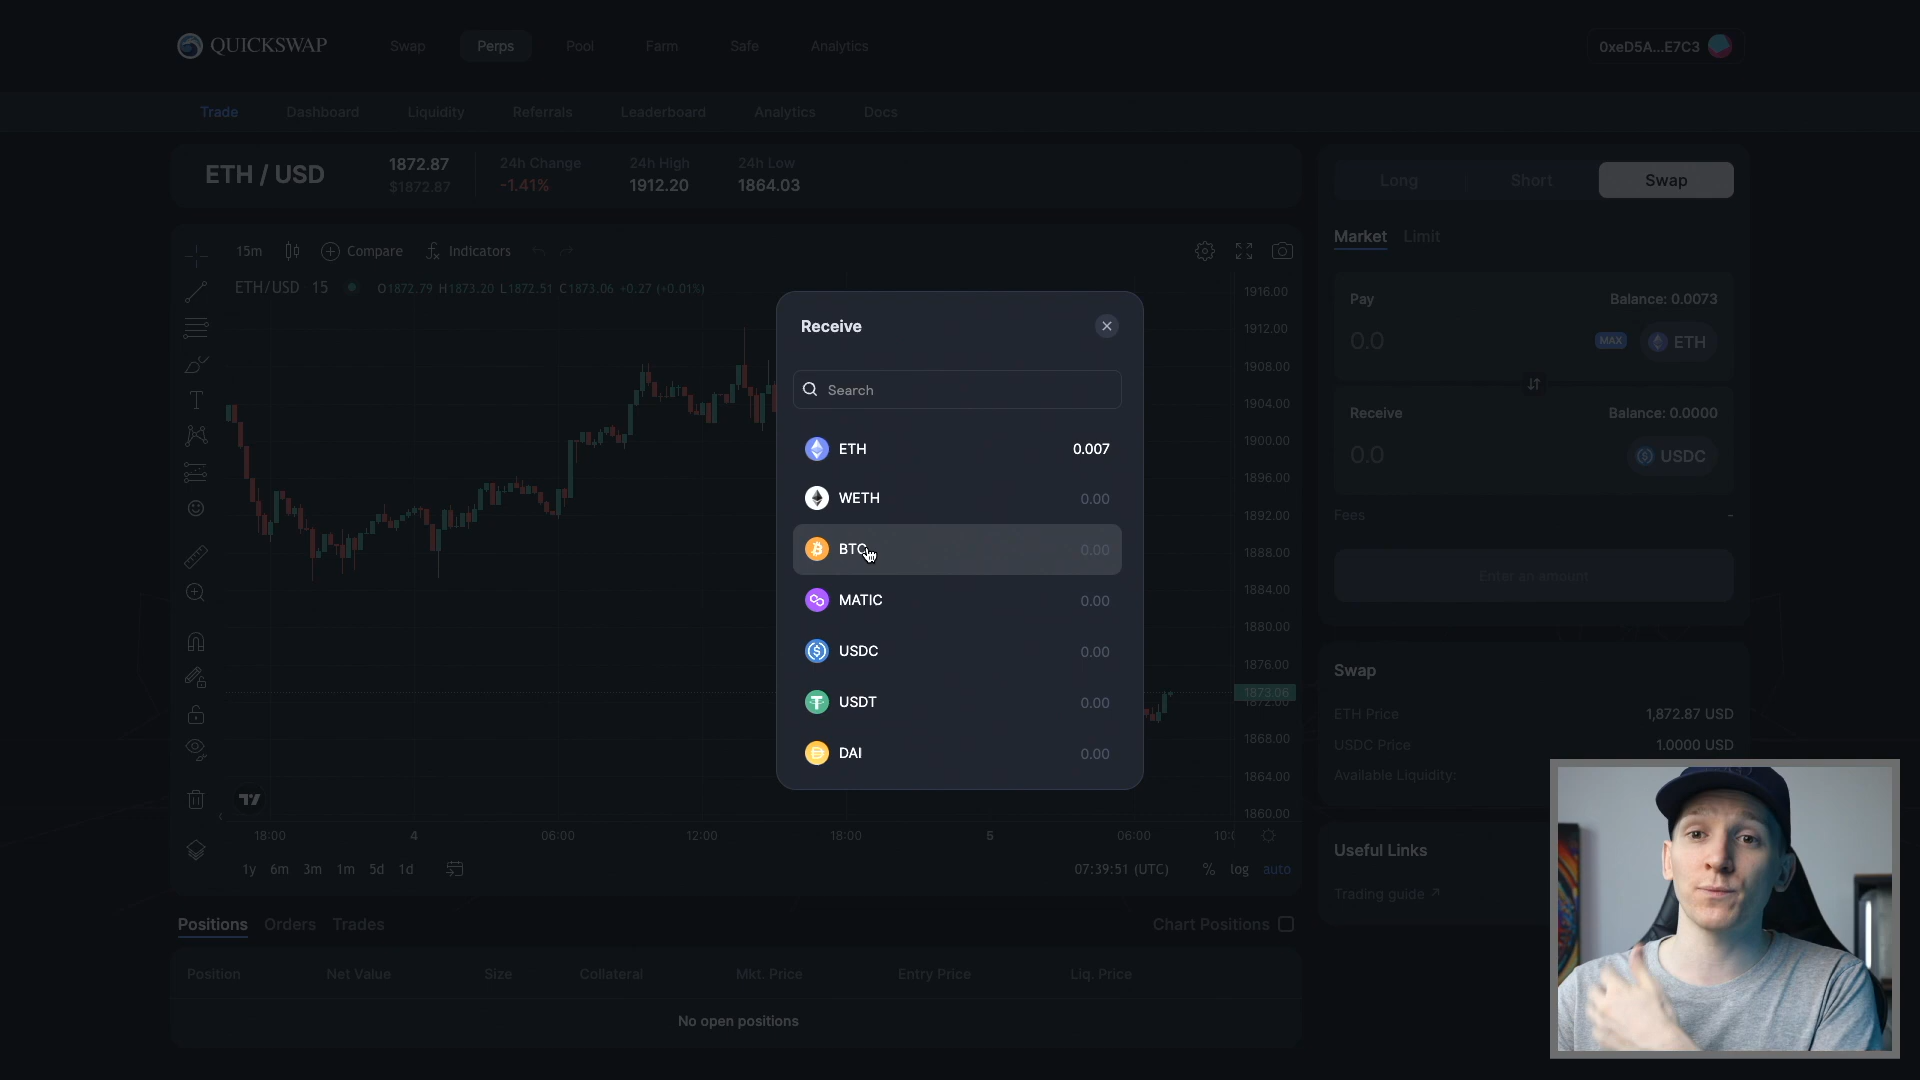 QUICKSWAP
Swap Perps Pool Farm Safe Analytics
0xeD5A...E7C3
Trade Dashboard Liquidity Referrals Leaderboard Analytics Docs
ETH / USD
1872.87
$1872.87
24h Change
-1.41%
24h High
1912.20
24h Low
1864.03
Long Short Swap
Market Limit
15m Compare Indicators
ETH/USD 15 O1872.79 H1873.20 L1872.51 C1873.06 +0.27 (+0.01%)
Pay Balance: 0.0073
0.0 MAX ETH
Receive Balance: 0.0000
0.0 USDC
Fees -
Enter an amount
Receive
Search
ETH 0.007
WETH 0.00
BTC 0.00
MATIC 0.00
USDC 0.00
USDT 0.00
DAI 0.00
1916.00
1912.00
1908.00
1904.00
1900.00
1896.00
1892.00
1888.00
1884.00
1880.00
1876.00
1873.06
1872.00
1868.00
1864.00
1860.00
Swap
ETH Price 1,872.87 USD
USDC Price 1.0000 USD
Available Liquidity:
Useful Links
Trading guide
18:00 4 06:00 12:00 18:00 5 06:00
1y 6m 3m 1m 5d 1d 07:39:51 (UTC) % log auto
Positions Orders Trades Chart Positions
Position Net Value Size Collateral Mkt. Price Entry Price Liq. Price
No open positions